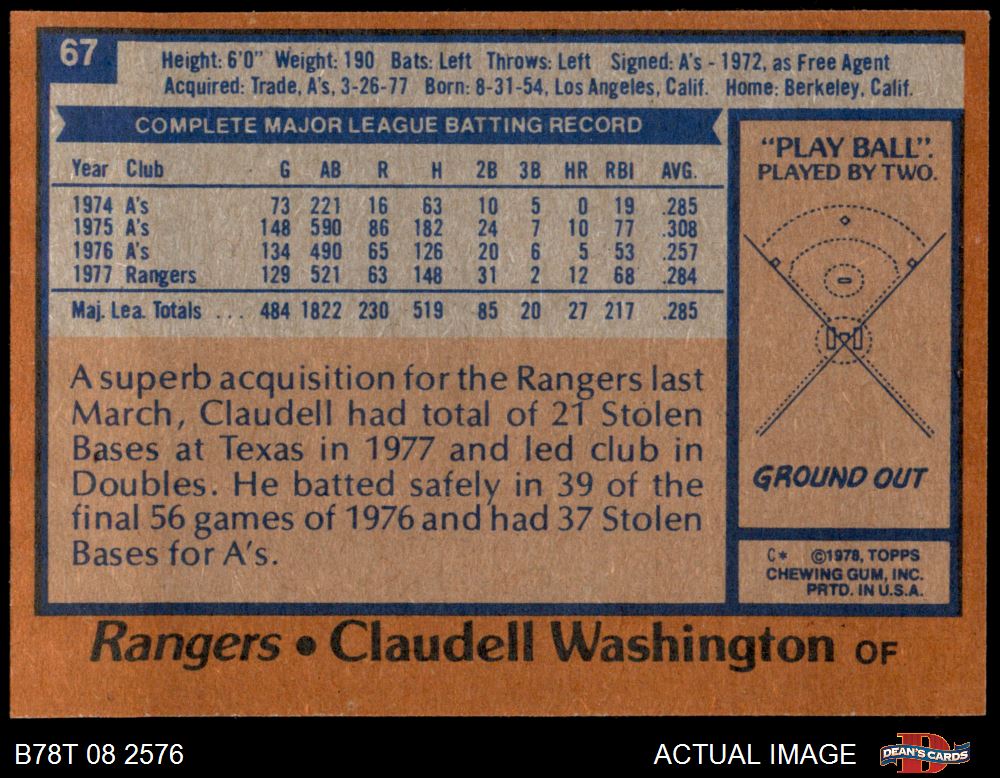 67
Height: 6'0" Weight: 190 Bats: Left Throws: Left Signed: A's - 1972, as Free Agent
Acquired: Trade, A's, 3-26-77 Born: 8-31-54, Los Angeles, Calif. Home: Berkeley, Calif.
COMPLETE MAJOR LEAGUE BATTING RECORD
Year Club G AB R H 2B 3B HR RBI AVG.
1974 A's 73 221 16 63 10 5 0 19 .285
1975 A's 148 590 86 182 24 7 10 77 .308
1976 A's 134 490 65 126 20 6 5 53 .257
1977 Rangers 129 521 63 148 31 2 12 68 .284
Maj. Lea. Totals ... 484 1822 230 519 85 20 27 217 .285
A superb acquisition for the Rangers last
March, Claudell had total of 21 Stolen
Bases at Texas in 1977 and led club in
Doubles. He batted safely in 39 of the
final 56 games of 1976 and had 37 Stolen
Bases for A's.
"PLAY BALL".
PLAYED BY TWO.
GROUND OUT
C* ©1978, TOPPS
CHEWING GUM, INC.
PRTD. IN U.S.A.
Rangers • Claudell Washington OF
B78T 08 2576
ACTUAL IMAGE
D
DEAN'S CARDS